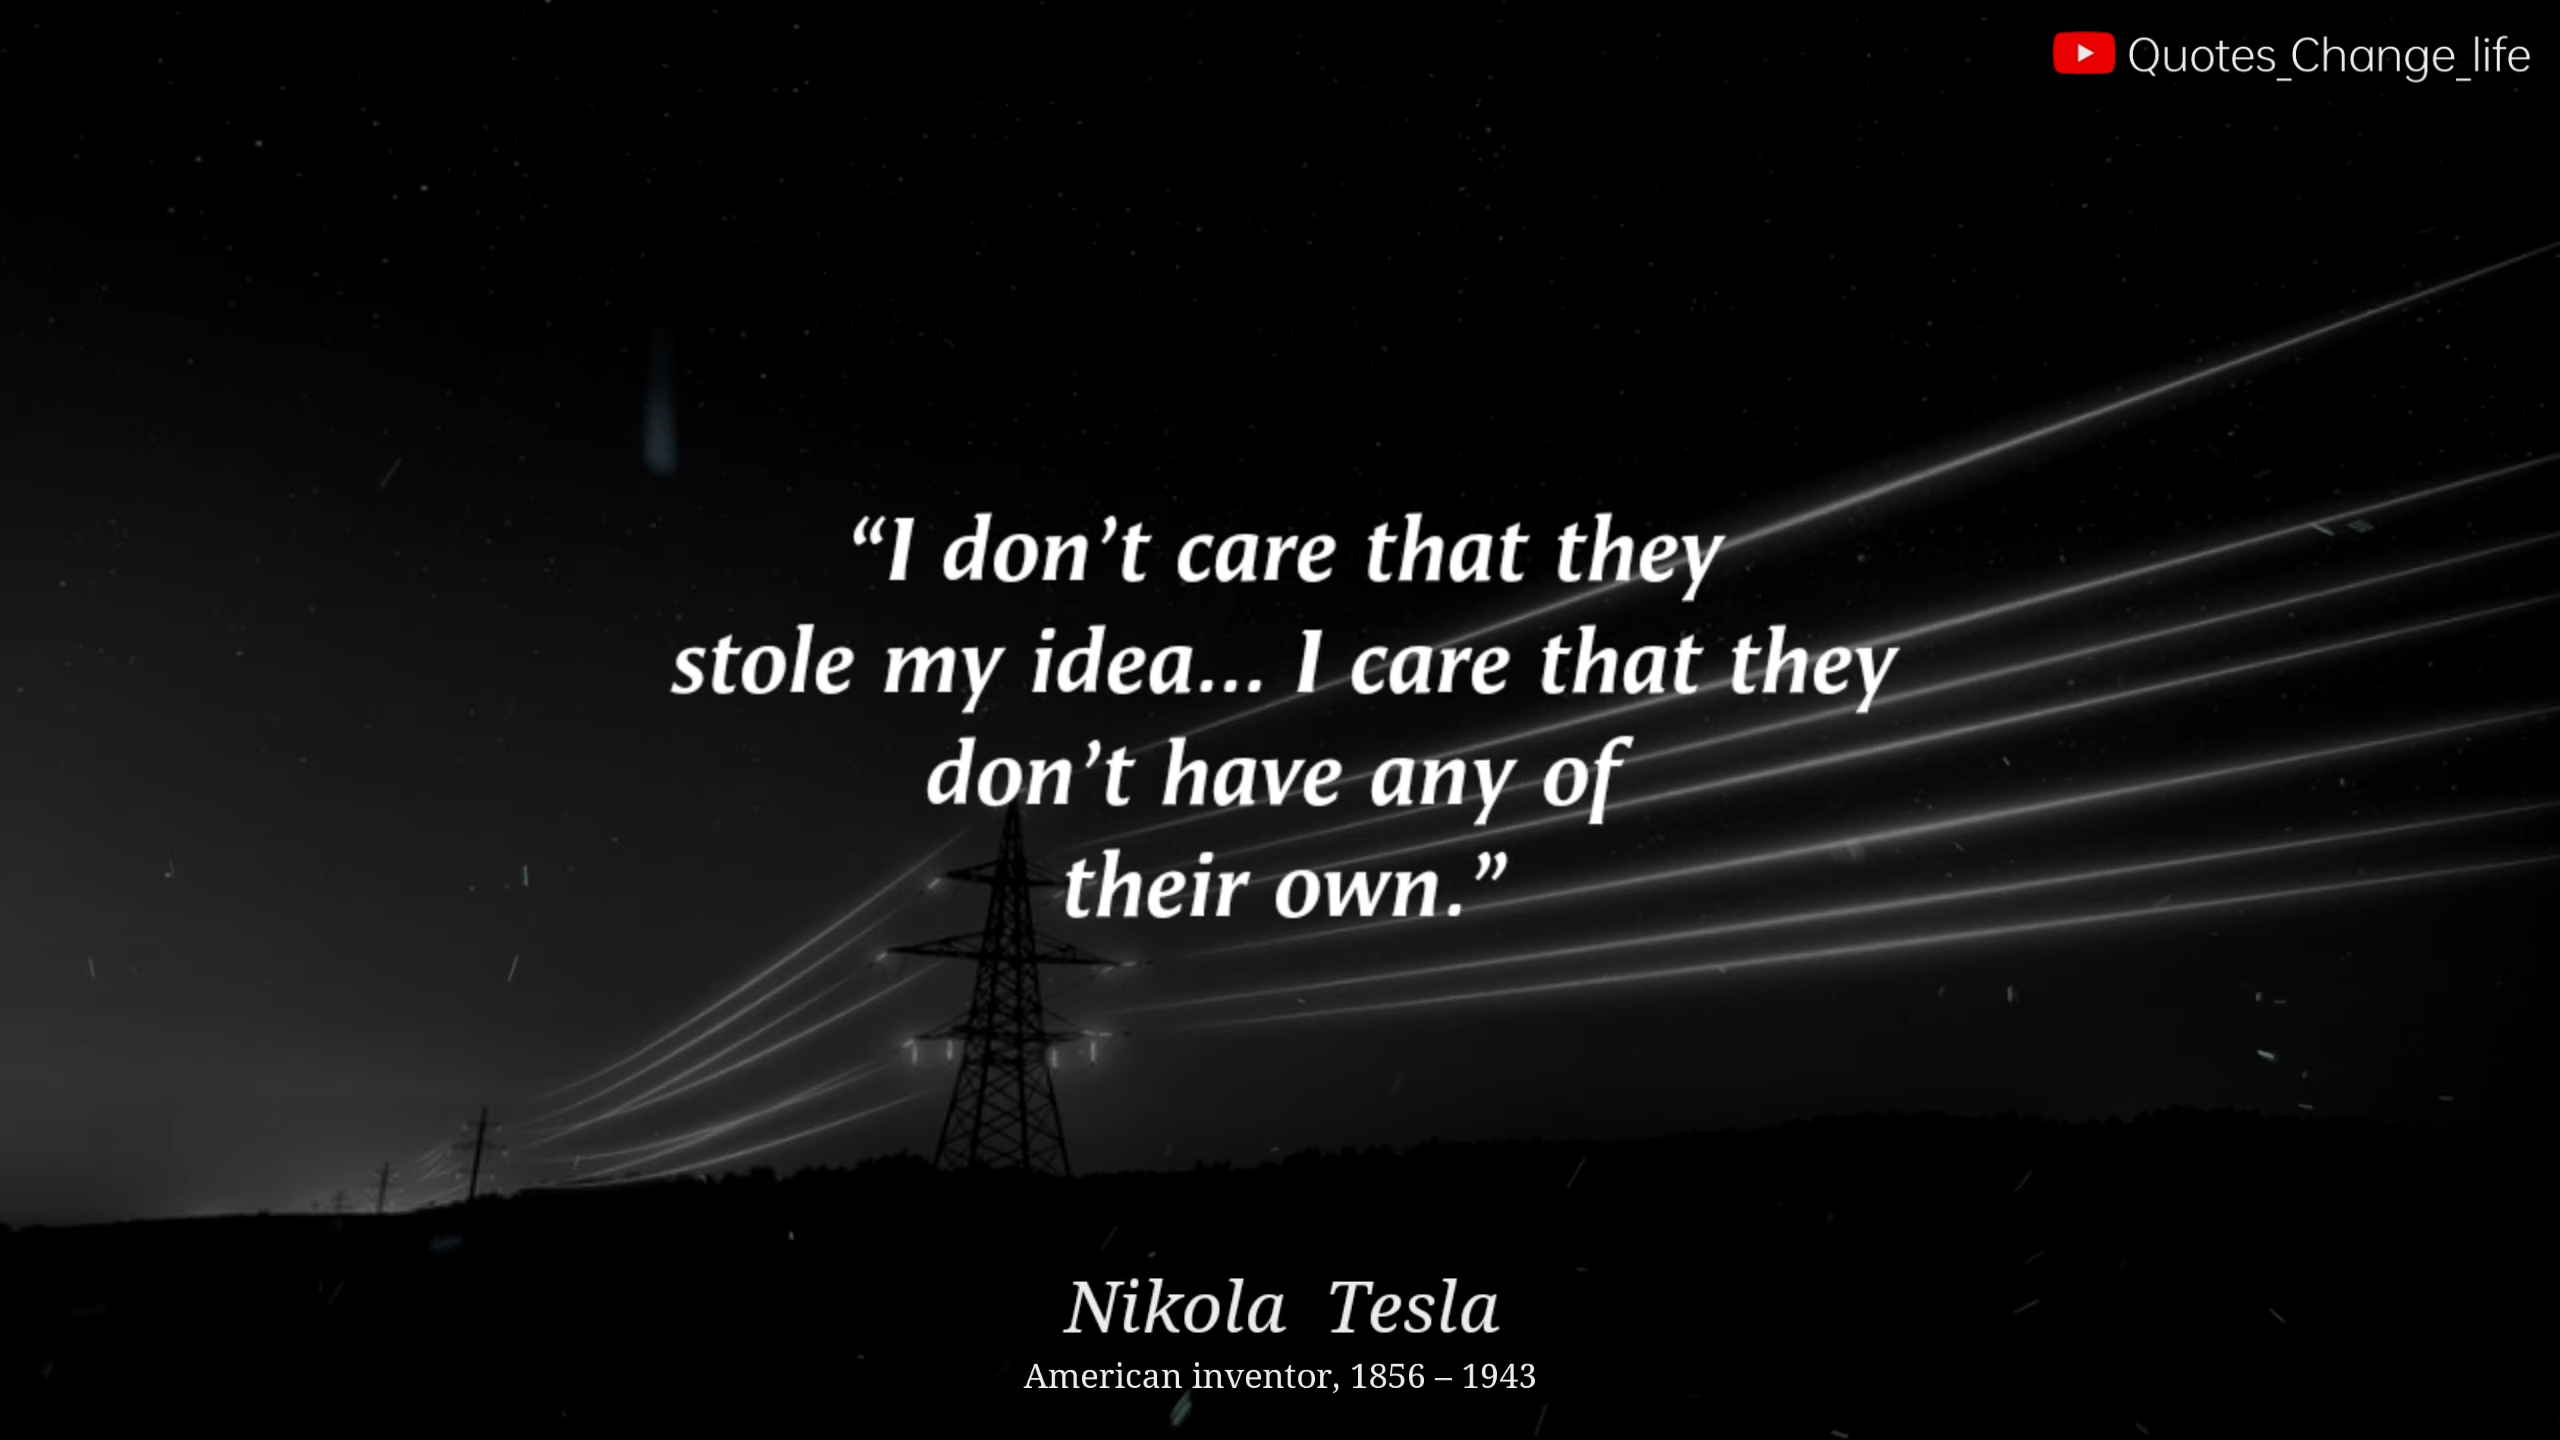 Quotes_Change_life
“I don’t care that they
stole my idea... I care that they
don’t have any of
their own.”
Nikola Tesla
American inventor, 1856 – 1943